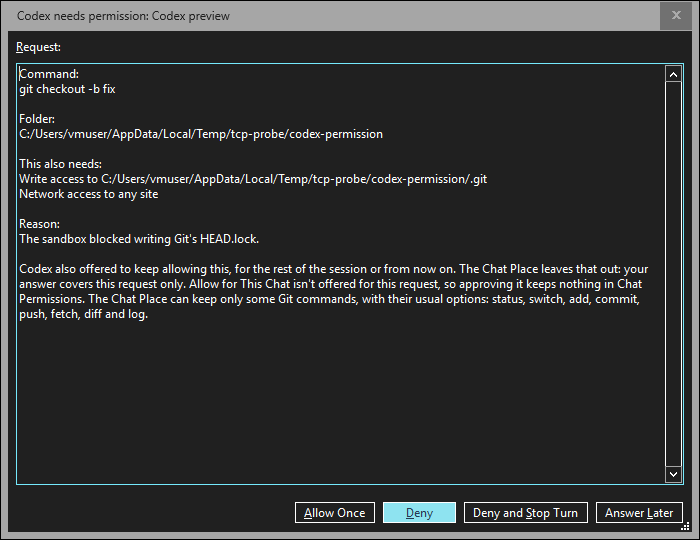 Codex needs permission: Codex preview
Request:
Command:
git checkout -b fix
Folder:
C:/Users/vmuser/AppData/Local/Temp/tcp-probe/codex-permission
This also needs:
Write access to C:/Users/vmuser/AppData/Local/Temp/tcp-probe/codex-permission/.git
Network access to any site
Reason:
The sandbox blocked writing Git's HEAD.lock.
Codex also offered to keep allowing this, for the rest of the session or from now on. The Chat Place leaves that out: your
answer covers this request only. Allow for This Chat isn't offered for this request, so approving it keeps nothing in Chat
Permissions. The Chat Place can keep only some Git commands, with their usual options: status, switch, add, commit,
push, fetch, diff and log.
Allow Once
Deny
Deny and Stop Turn
Answer Later